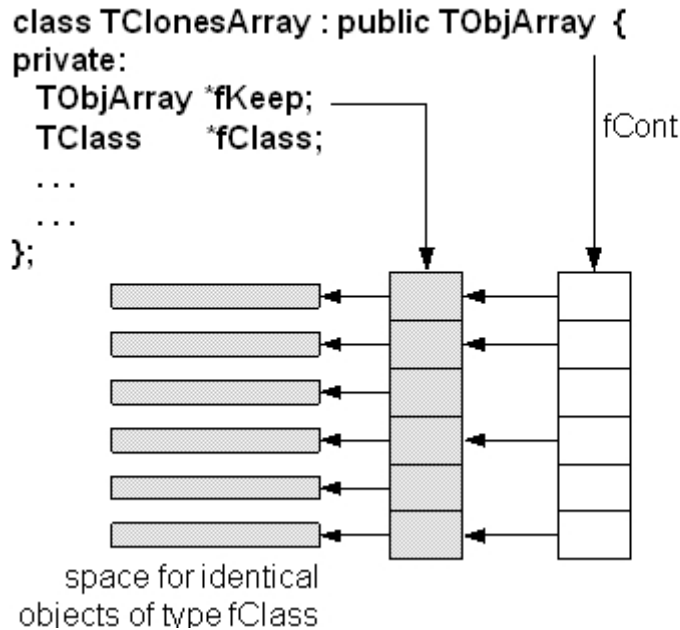 class TClonesArray : public TObjArray {
private:
TObjArray *fKeep;
TClass *fClass;
. . .
. . .
};
fCont
space for identical
objects of type fClass